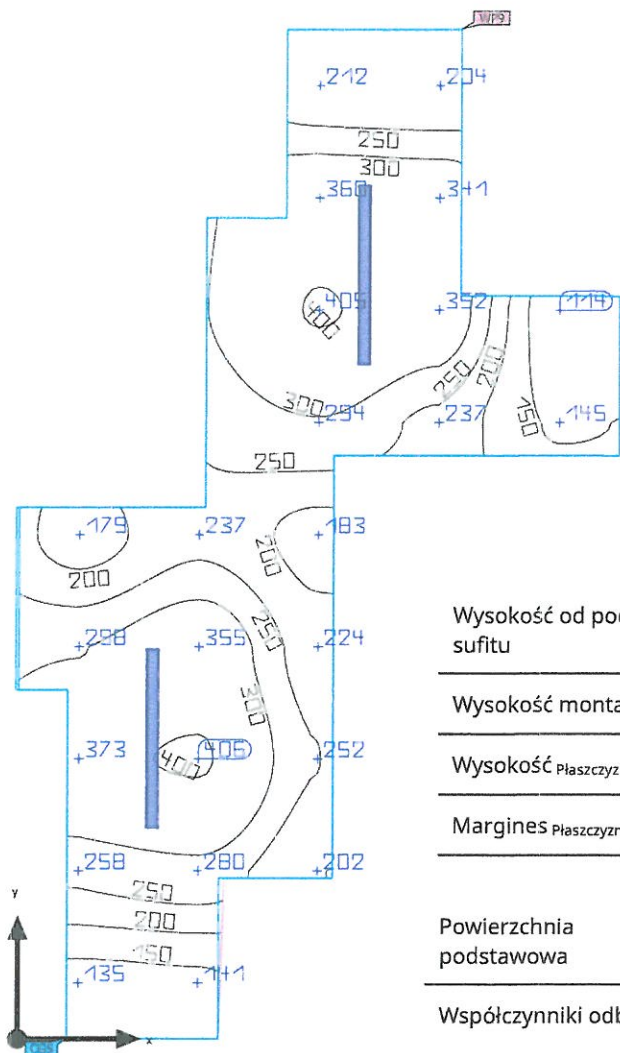 WP9
+212 +204
250
300
+360 +341
+405 +352 +114
400
300 250 200
+294 +237 150 +145
250
+179 +237 +183
200 200
250
+298 +355 +224
300
+373 +405 +252
400
+258 +280 +202
250
200
150
+135 +141
y
x
Wysokość od pod
sufitu
Wysokość monta
Wysokość Płaszczyz
Margines Płaszczyzn
Powierzchnia
podstawowa
Współczynniki odb